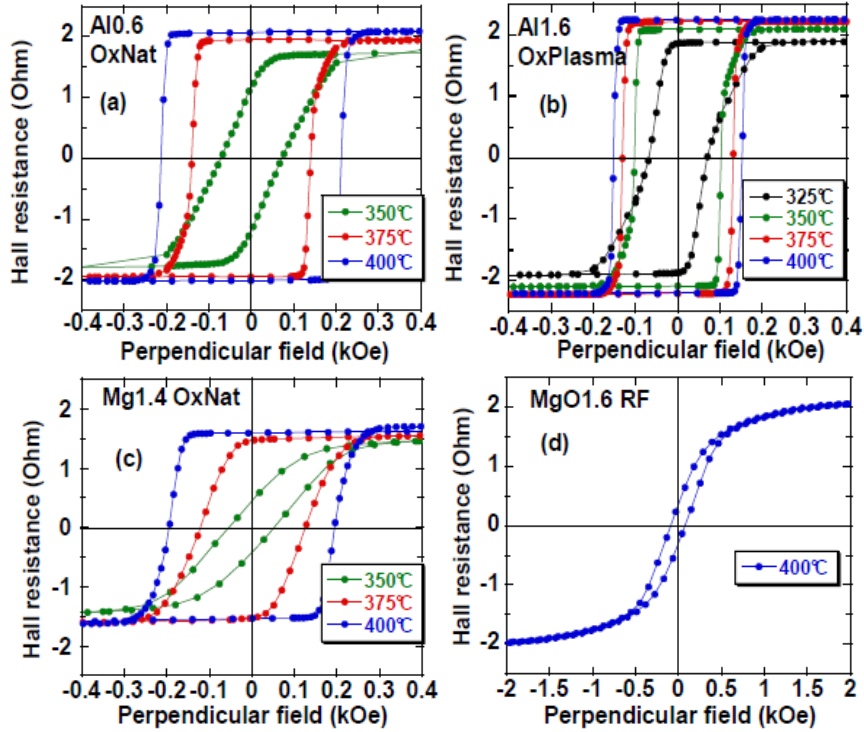 Al0.6
OxNat
(a)
Hall resistance (Ohm)
2
1
0
-1
-2
350°C
375°C
400°C
-0.4 -0.3 -0.2 -0.1 0 0.1 0.2 0.3 0.4
Perpendicular field (kOe)
Al1.6
OxPlasma
(b)
Hall resistance (Ohm)
2
1
0
-1
-2
325°C
350°C
375°C
400°C
-0.4 -0.3 -0.2 -0.1 0 0.1 0.2 0.3 0.4
Perpendicular field (kOe)
Mg1.4 OxNat
(c)
Hall resistance (Ohm)
2
1
0
-1
-2
350°C
375°C
400°C
-0.4 -0.3 -0.2 -0.1 0 0.1 0.2 0.3 0.4
Perpendicular field (kOe)
MgO1.6 RF
(d)
Hall resistance (Ohm)
2
1
0
-1
-2
400°C
-2 -1.5 -1 -0.5 0 0.5 1 1.5 2
Perpendicular field (kOe)